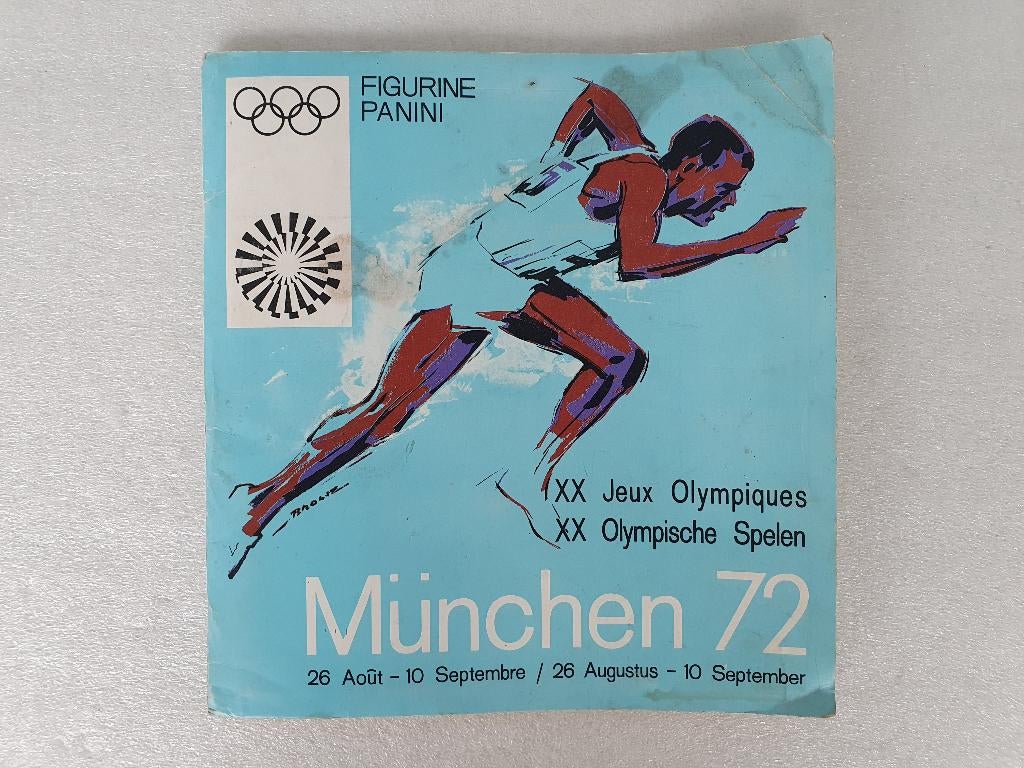 FIGURINE
PANINI
XX Jeux Olympiques
XX Olympische Spelen
München 72
26 Août – 10 Septembre / 26 Augustus – 10 September